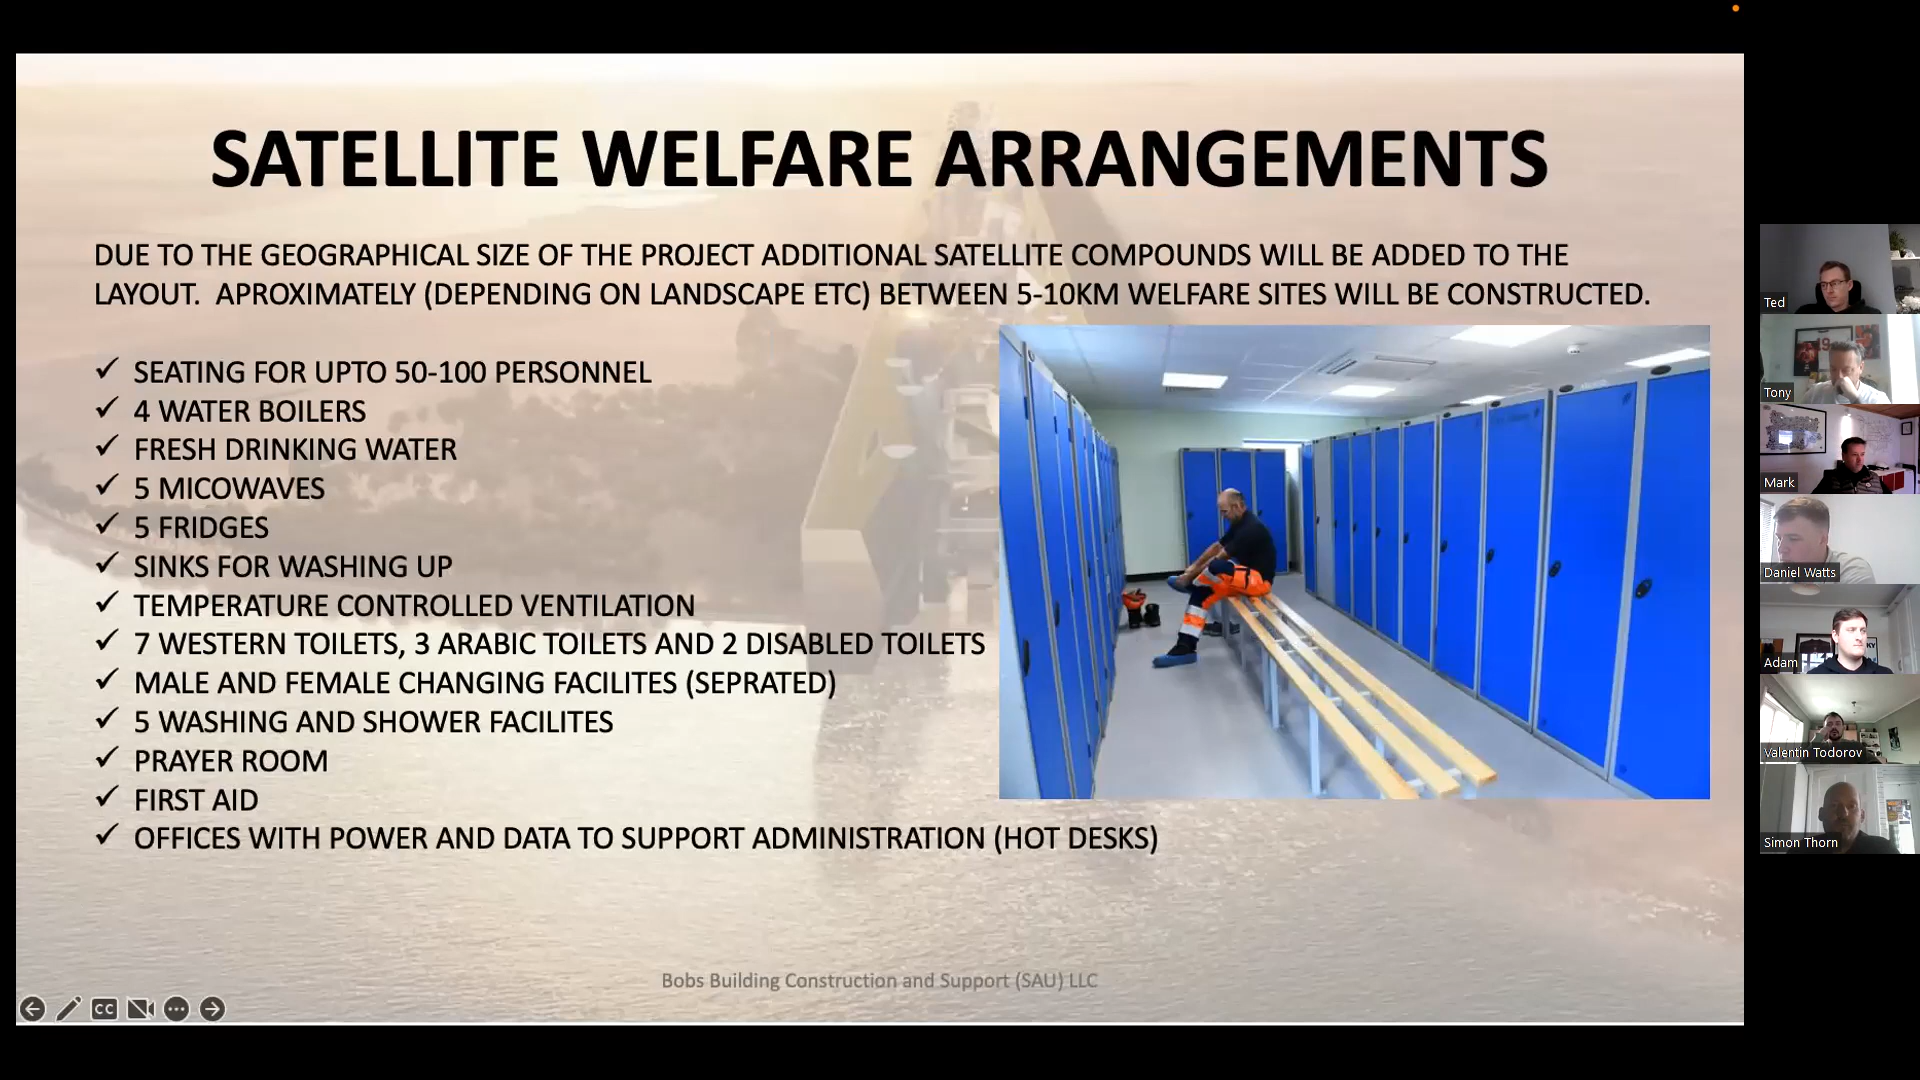 SATELLITE WELFARE ARRANGEMENTS
DUE TO THE GEOGRAPHICAL SIZE OF THE PROJECT ADDITIONAL SATELLITE COMPOUNDS WILL BE ADDED TO THE
LAYOUT.  APROXIMATELY (DEPENDING ON LANDSCAPE ETC) BETWEEN 5-10KM WELFARE SITES WILL BE CONSTRUCTED.
✓ SEATING FOR UPTO 50-100 PERSONNEL
✓ 4 WATER BOILERS
✓ FRESH DRINKING WATER
✓ 5 MICOWAVES
✓ 5 FRIDGES
✓ SINKS FOR WASHING UP
✓ TEMPERATURE CONTROLLED VENTILATION
✓ 7 WESTERN TOILETS, 3 ARABIC TOILETS AND 2 DISABLED TOILETS
✓ MALE AND FEMALE CHANGING FACILITES (SEPRATED)
✓ 5 WASHING AND SHOWER FACILITES
✓ PRAYER ROOM
✓ FIRST AID
✓ OFFICES WITH POWER AND DATA TO SUPPORT ADMINISTRATION (HOT DESKS)
Bobs Building Construction and Support (SAU) LLC
CC
Ted
Tony
Mark
Daniel Watts
Adam
Valentin Todorov
Simon Thorn